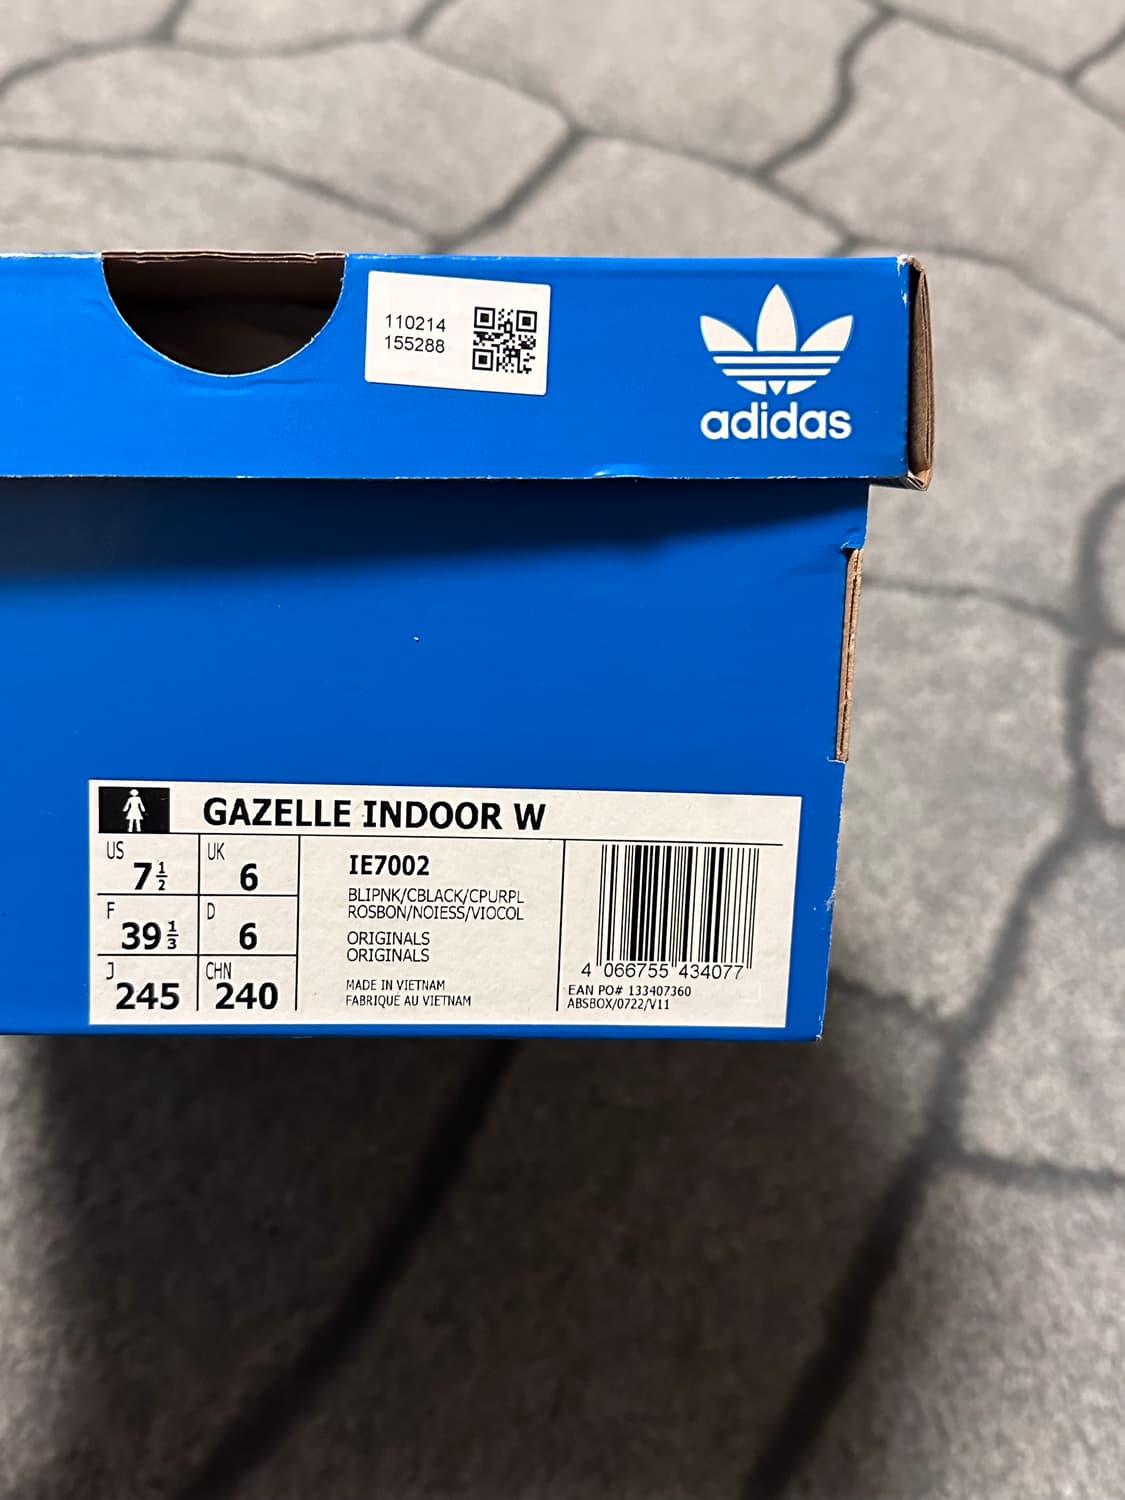 110214
155288
adidas
GAZELLE INDOOR W
US
7½
UK
6
F
39⅓
D
6
J
245
CHN
240
IE7002
BLIPNK/CBLACK/CPURPL
ROSBON/NOIESS/VIOCOL
ORIGINALS
ORIGINALS
MADE IN VIETNAM
FABRIQUÉ AU VIETNAM
4 066755 434077
EAN PO# 133407360
ABSBOX/0722/V11